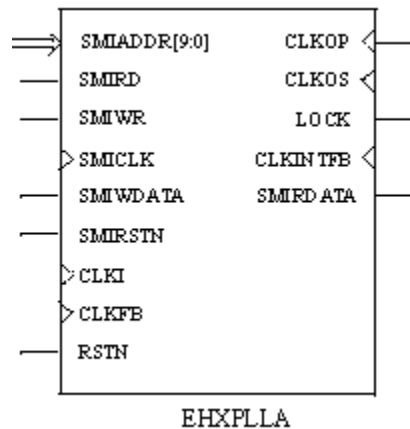 SMIADDR[9:0] CLKOP
SMIRD CLKOS
SMIWR LOCK
SMICLK CLKINTFB
SMIWDATA SMIRDATA
SMIRSTN
CLKI
CLKFB
RSTN
EHXPLLA